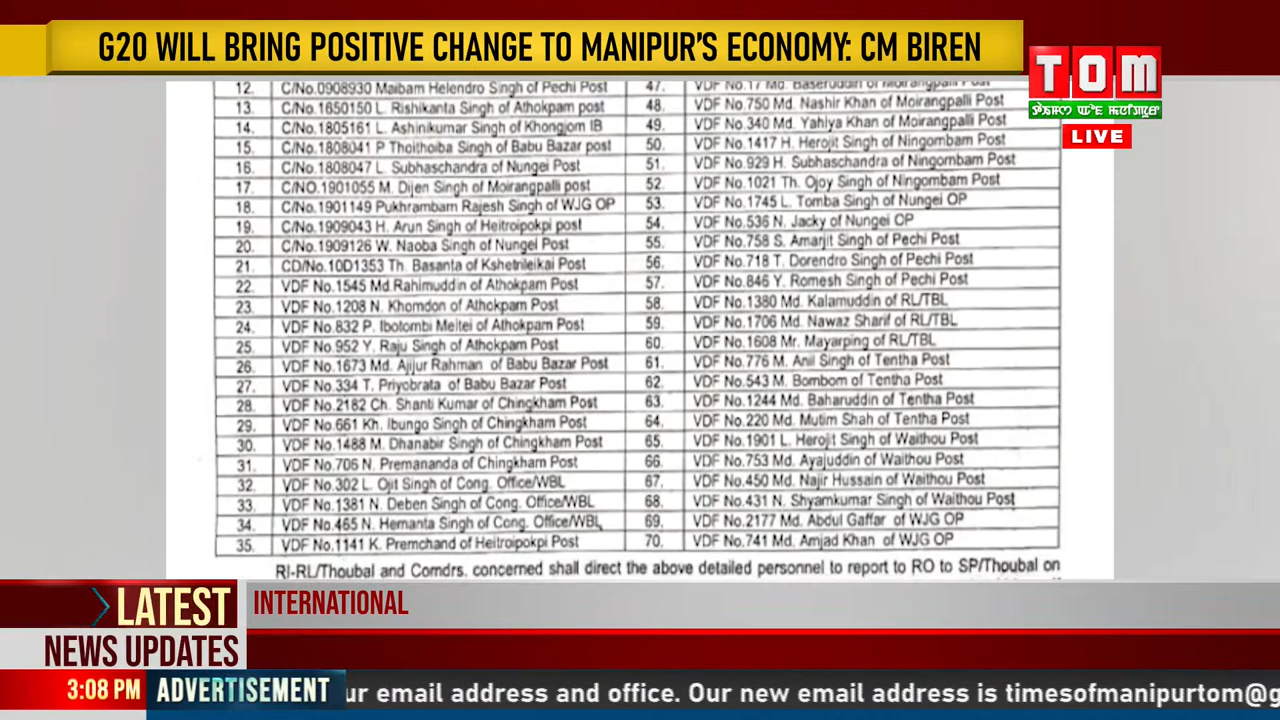 G20 WILL BRING POSITIVE CHANGE TO MANIPUR'S ECONOMY: CM BIREN
TOM
LIVE
12. C/No.0908930 Maibam Helendro Singh of Pechi Post
13. C/No.1650150 L. Rishikanta Singh of Athokpam post
14. C/No.1805161 L. Ashinikumar Singh of Khongjom IB
15. C/No.1808041 P Thoithoiba Singh of Babu Bazar post
16. C/No.1808047 L. Subhaschandra of Nungei Post
17. C/NO.1901055 M. Dijen Singh of Moirangpalli post
18. C/No.1901149 Pukhrambam Rajesh Singh of WJG OP
19. C/No.1909043 H. Arun Singh of Heitroipokpi post
20. C/No.1909126 W. Naoba Singh of Nungei Post
21. CD/No.10D1353 Th. Basanta of Kshetrileikai Post
22. VDF No.1545 Md Rahimuddin of Athokpam Post
23. VDF No.1208 N. Khomdon of Athokpam Post
24. VDF No.832 P. Ibotombi Meitei of Athokpam Post
25. VDF No.952 Y. Raju Singh of Athokpam Post
26. VDF No.1673 Md. Ajijur Rahman of Babu Bazar Post
27. VDF No.334 T. Priyobrata of Babu Bazar Post
28. VDF No.2182 Ch. Shanti Kumar of Chingkham Post
29. VDF No.661 Kh. Ibungo Singh of Chingkham Post
30. VDF No.1488 M. Dhanabir Singh of Chingkham Post
31. VDF No.706 N. Premananda of Chingkham Post
32. VDF No.302 L. Ojit Singh of Cong. Office/WBL
33. VDF No.1381 N. Deben Singh of Cong. Office/WBL
34. VDF No.465 N. Hemanta Singh of Cong. Office/WBL
35. VDF No.1141 K. Premchand of Heitroipokpi Post
47. VDF No.17 Md. Baseruddin of Moirangpalli Post
48. VDF No.750 Md. Nashir Khan of Moirangpalli Post
49. VDF No.340 Md. Yahiya Khan of Moirangpalli Post
50. VDF No.1417 H. Herojit Singh of Ningombam Post
51. VDF No.929 H. Subhaschandra of Ningombam Post
52. VDF No.1021 Th. Ojoy Singh of Ningombam Post
53. VDF No.1745 L. Tomba Singh of Nungei OP
54. VDF No.536 N. Jacky of Nungei OP
55. VDF No.758 S. Amarjit Singh of Pechi Post
56. VDF No.718 T. Dorendro Singh of Pechi Post
57. VDF No.846 Y. Romesh Singh of Pechi Post
58. VDF No.1380 Md. Kalamuddin of RL/TBL
59. VDF No.1706 Md. Nawaz Sharif of RL/TBL
60. VDF No.1608 Mr. Mayarping of RL/TBL
61. VDF No.776 M. Anil Singh of Tentha Post
62. VDF No.543 M. Bombom of Tentha Post
63. VDF No.1244 Md. Baharuddin of Tentha Post
64. VDF No.220 Md. Mutim Shah of Tentha Post
65. VDF No.1901 L. Herojit Singh of Waithou Post
66. VDF No.753 Md. Ayajuddin of Waithou Post
67. VDF No.450 Md. Najir Hussain of Waithou Post
68. VDF No.431 N. Shyamkumar Singh of Waithou Post
69. VDF No.2177 Md. Abdul Gaffar of WJG OP
70. VDF No.741 Md. Amjad Khan of WJG OP
RI-RL/Thoubal and Comdrs. concerned shall direct the above detailed personnel to report to RO to SP/Thoubal on
LATEST
NEWS UPDATES
INTERNATIONAL
3:08 PM
ADVERTISEMENT
ur email address and office. Our new email address is timesofmanipurtom@g